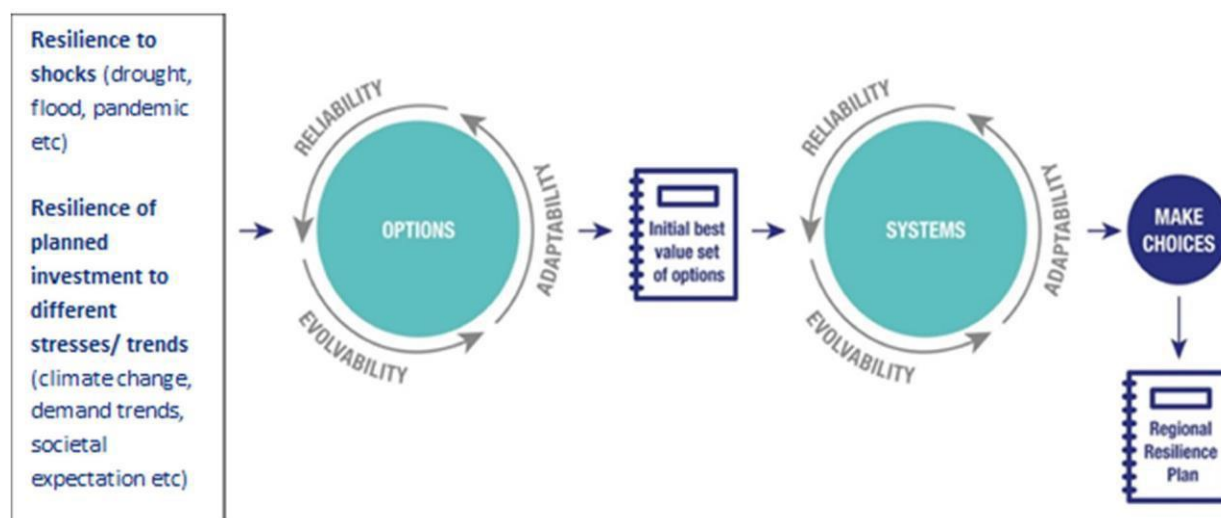 Resilience to
shocks (drought,
flood, pandemic
etc)
Resilience of
planned
investment to
different
stresses/ trends
(climate change,
demand trends,
societal
expectation etc)
RELIABILITY
ADAPTABILITY
EVOLVABILITY
OPTIONS
Initial best
value set
of options
RELIABILITY
ADAPTABILITY
EVOLVABILITY
SYSTEMS
MAKE
CHOICES
Regional
Resilience
Plan